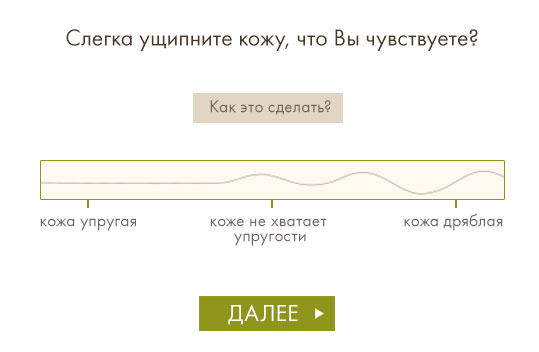 Слегка ущипните кожу, что Вы чувствуете?
Как это сделать?
кожа упругая
коже не хватает
упругости
кожа дряблая
ДАЛЕЕ